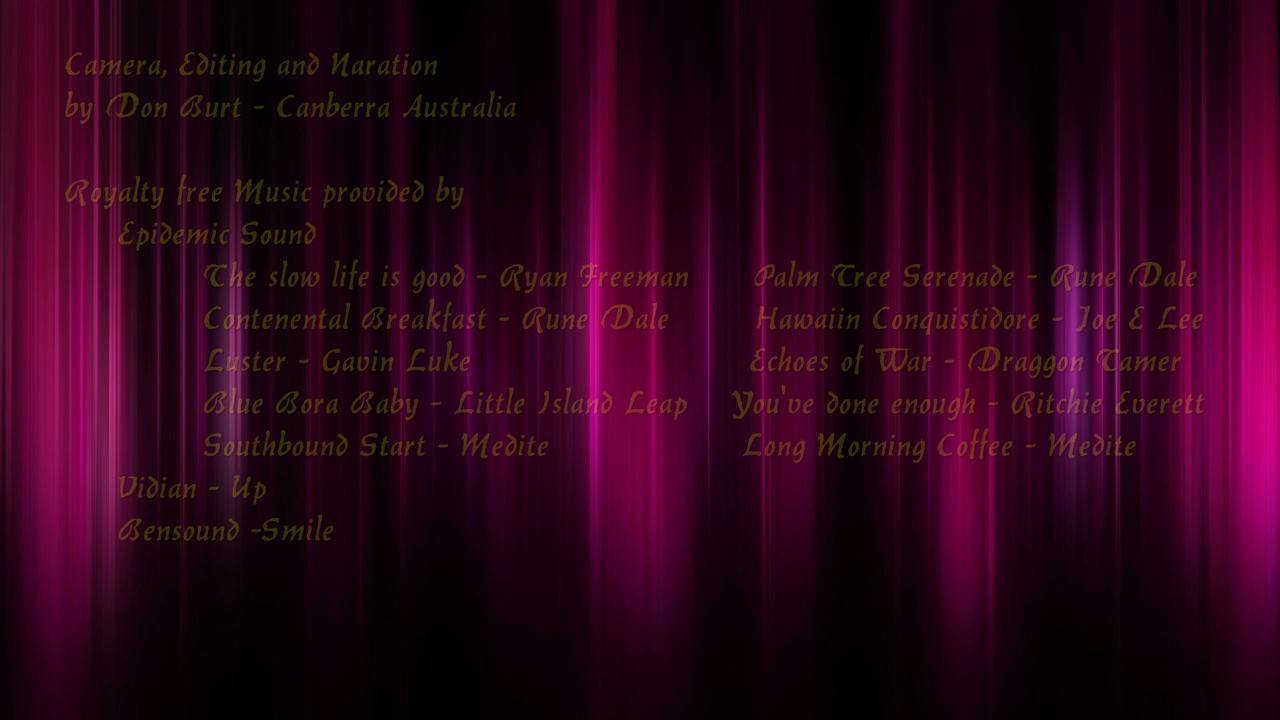 Camera, Editing and Naration
by Don Burt - Canberra Australia
Royalty free Music provided by
Epidemic Sound
The slow life is good - Ryan Freeman Palm Tree Serenade - Rune Dale
Contenental Breakfast - Rune Dale Hawaiin Conquistidore - Joe E Lee
Luster - Gavin Luke Echoes of War - Draggon Tamer
Blue Bora Baby - Little Island Leap You've done enough - Ritchie Everett
Southbound Start - Medite Long Morning Coffee - Medite
Vidian - Up
Bensound -Smile